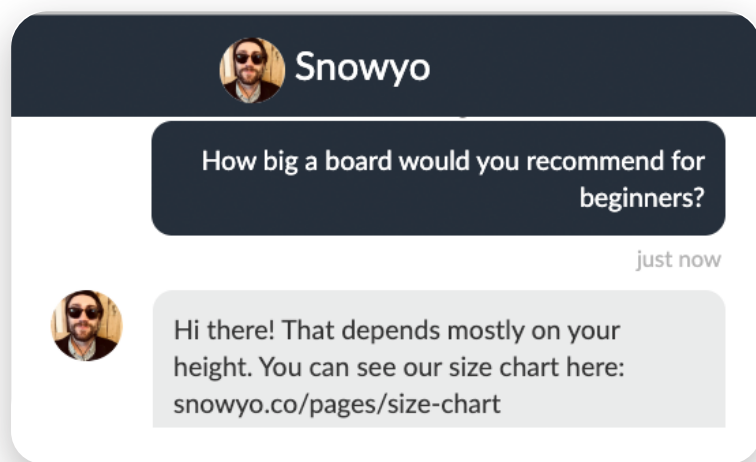 Snowyo
How big a board would you recommend for
beginners?
just now
Hi there! That depends mostly on your
height. You can see our size chart here:
snowyo.co/pages/size-chart